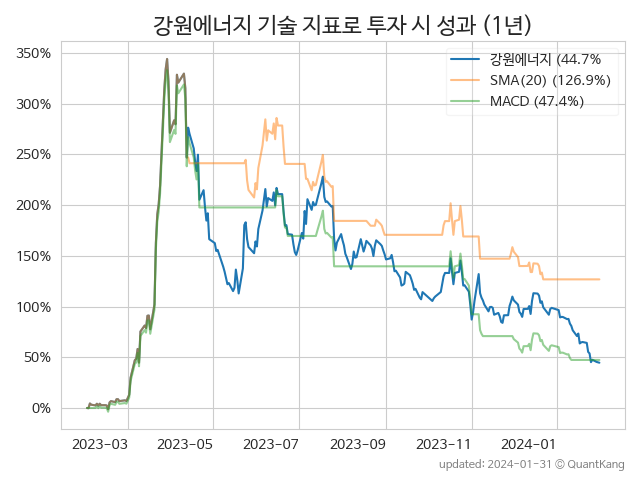 강원에너지 기술 지표로 투자 시 성과 (1년)
강원에너지 (44.7%
SMA(20) (126.9%)
MACD (47.4%)
350%
300%
250%
200%
150%
100%
50%
0%
2023-03 2023-05 2023-07 2023-09 2023-11 2024-01
updated: 2024-01-31 © QuantKang